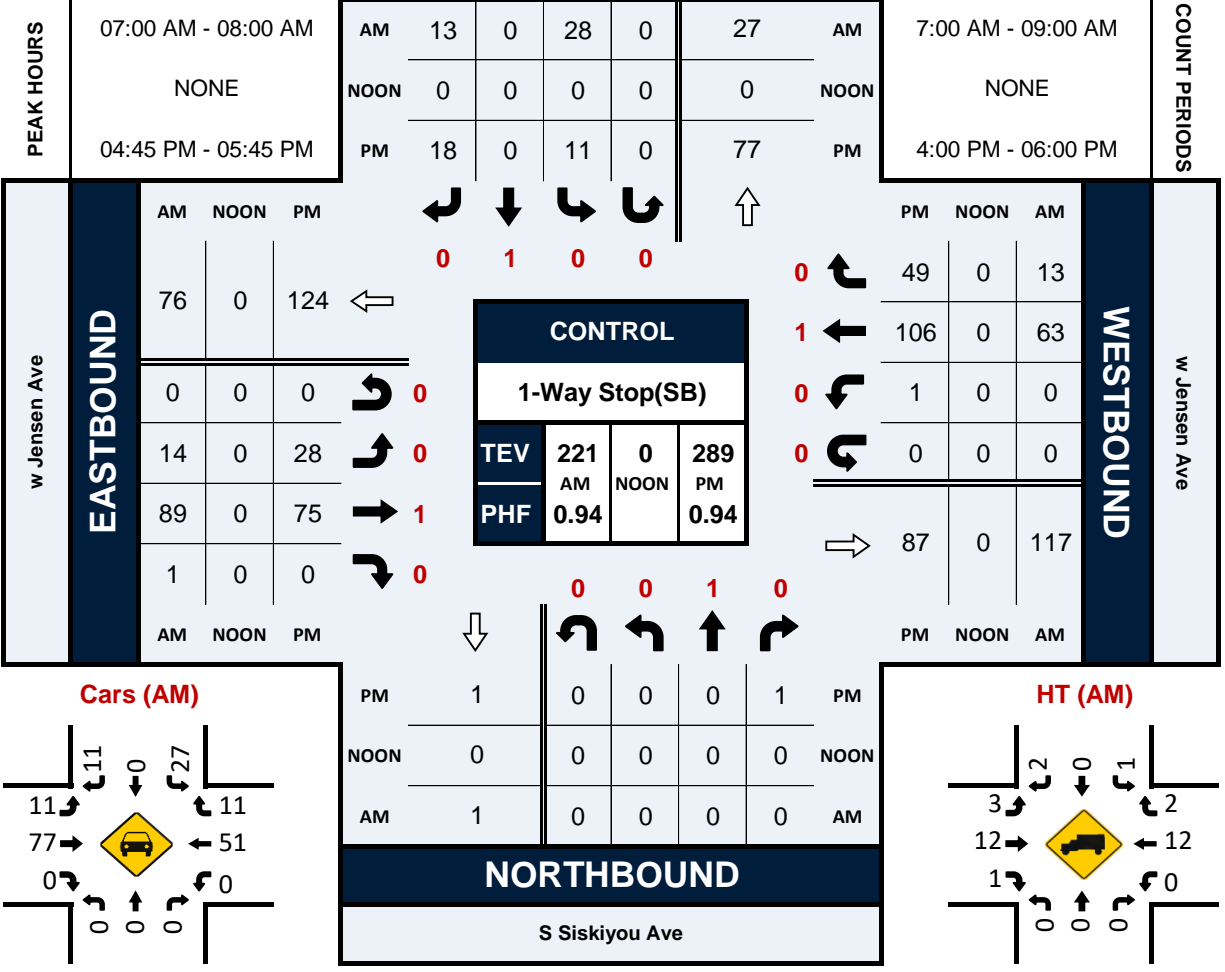 PEAK HOURS
07:00 AM - 08:00 AM
NONE
04:45 PM - 05:45 PM
AM 13 0 28 0 27 AM
NOON 0 0 0 0 0 NOON
PM 18 0 11 0 77 PM
7:00 AM - 09:00 AM
NONE
4:00 PM - 06:00 PM
COUNT PERIODS
0 1 0 0
w Jensen Ave
EASTBOUND
AM NOON PM
76 0 124
0 0 0 0
14 0 28 0
89 0 75 1
1 0 0 0
AM NOON PM
CONTROL
1-Way Stop(SB)
TEV 221 0 289
AM NOON PM
PHF 0.94 0.94
PM NOON AM
0 49 0 13
1 106 0 63
0 1 0 0
0 0 0 0
87 0 117
PM NOON AM
WESTBOUND
w Jensen Ave
0 0 1 0
PM 1 0 0 0 1 PM
NOON 0 0 0 0 0 NOON
AM 1 0 0 0 0 AM
NORTHBOUND
S Siskiyou Ave
Cars (AM)
11 0 27
11 11
77 51
0 0
0 0 0
HT (AM)
2 0 1
3 2
12 12
1 0
0 0 0